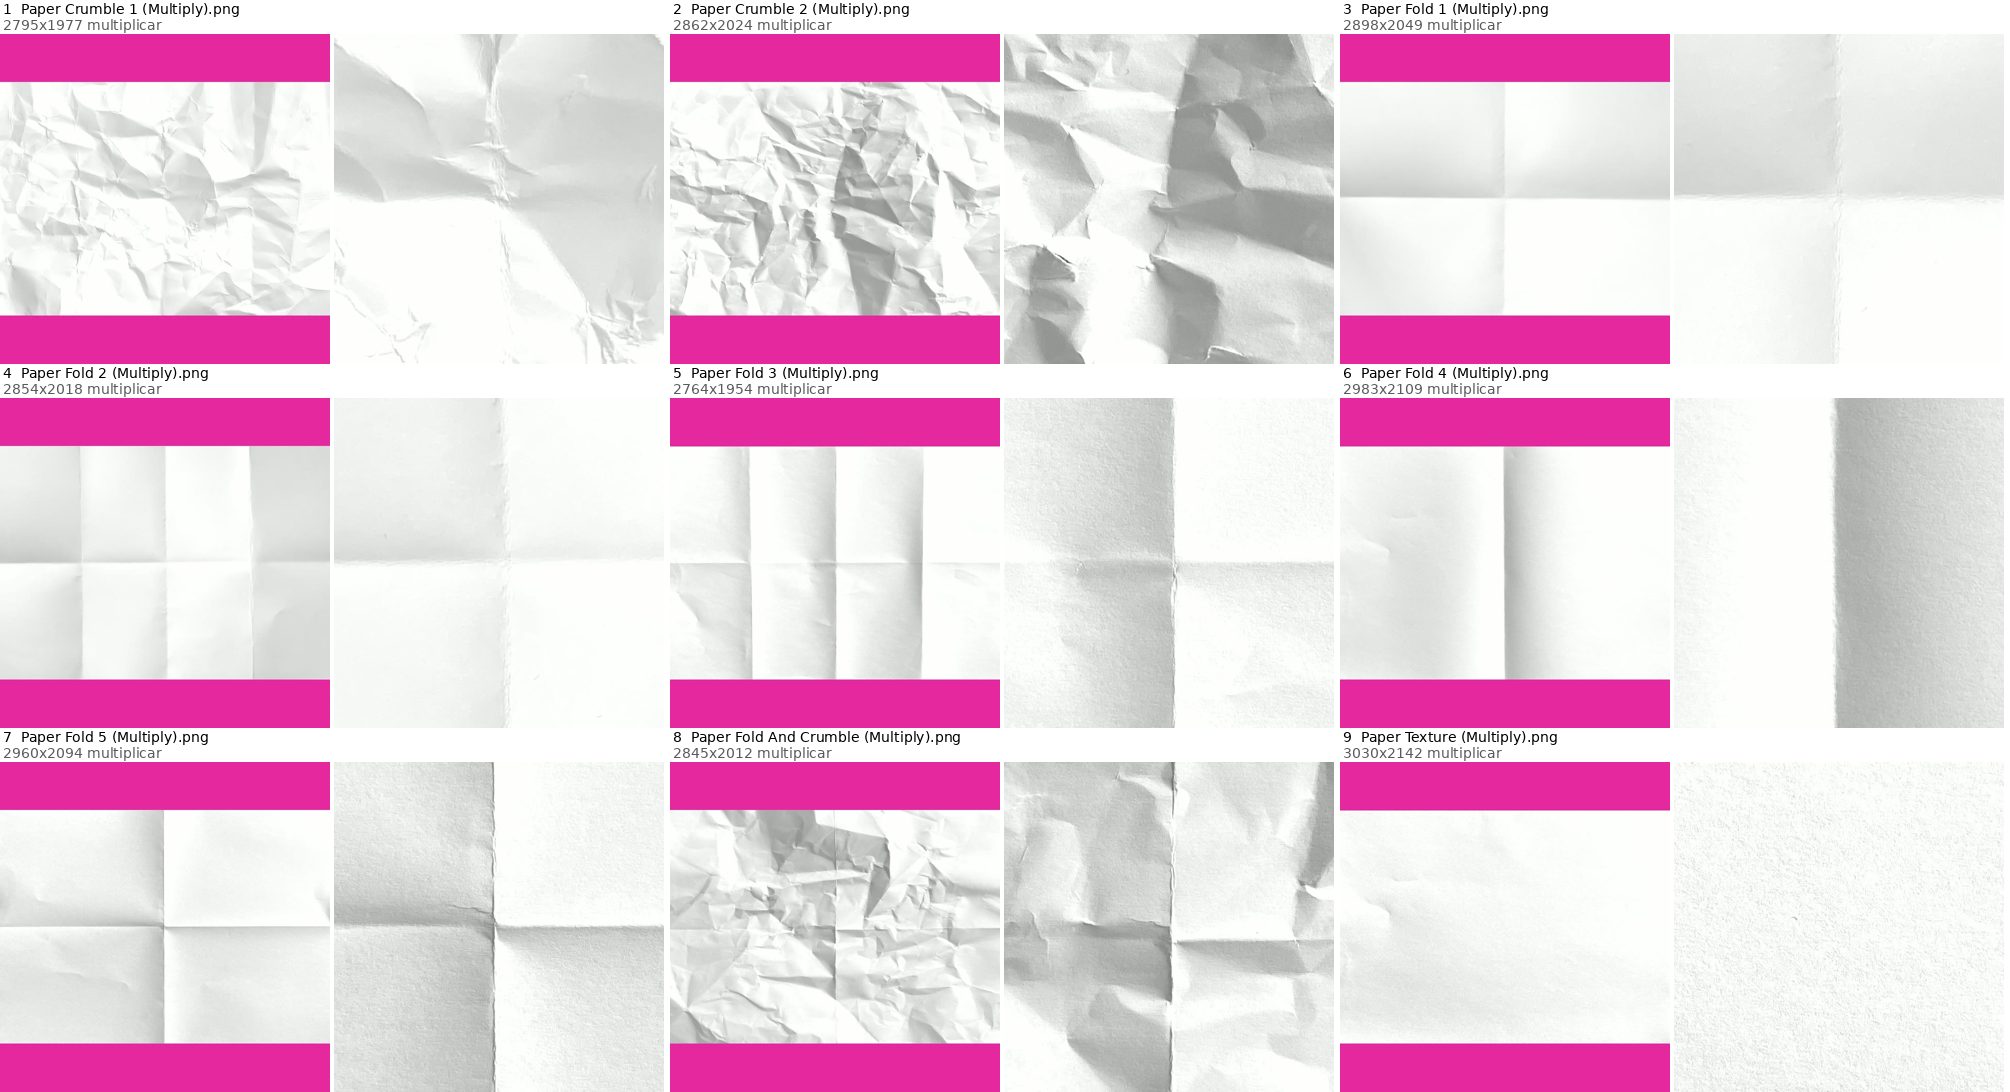 1  Paper Crumble 1 (Multiply).png
2795x1977 multiplicar
2  Paper Crumble 2 (Multiply).png
2862x2024 multiplicar
3  Paper Fold 1 (Multiply).png
2898x2049 multiplicar
4  Paper Fold 2 (Multiply).png
2854x2018 multiplicar
5  Paper Fold 3 (Multiply).png
2764x1954 multiplicar
6  Paper Fold 4 (Multiply).png
2983x2109 multiplicar
7  Paper Fold 5 (Multiply).png
2960x2094 multiplicar
8  Paper Fold And Crumble (Multiply).png
2845x2012 multiplicar
9  Paper Texture (Multiply).png
3030x2142 multiplicar